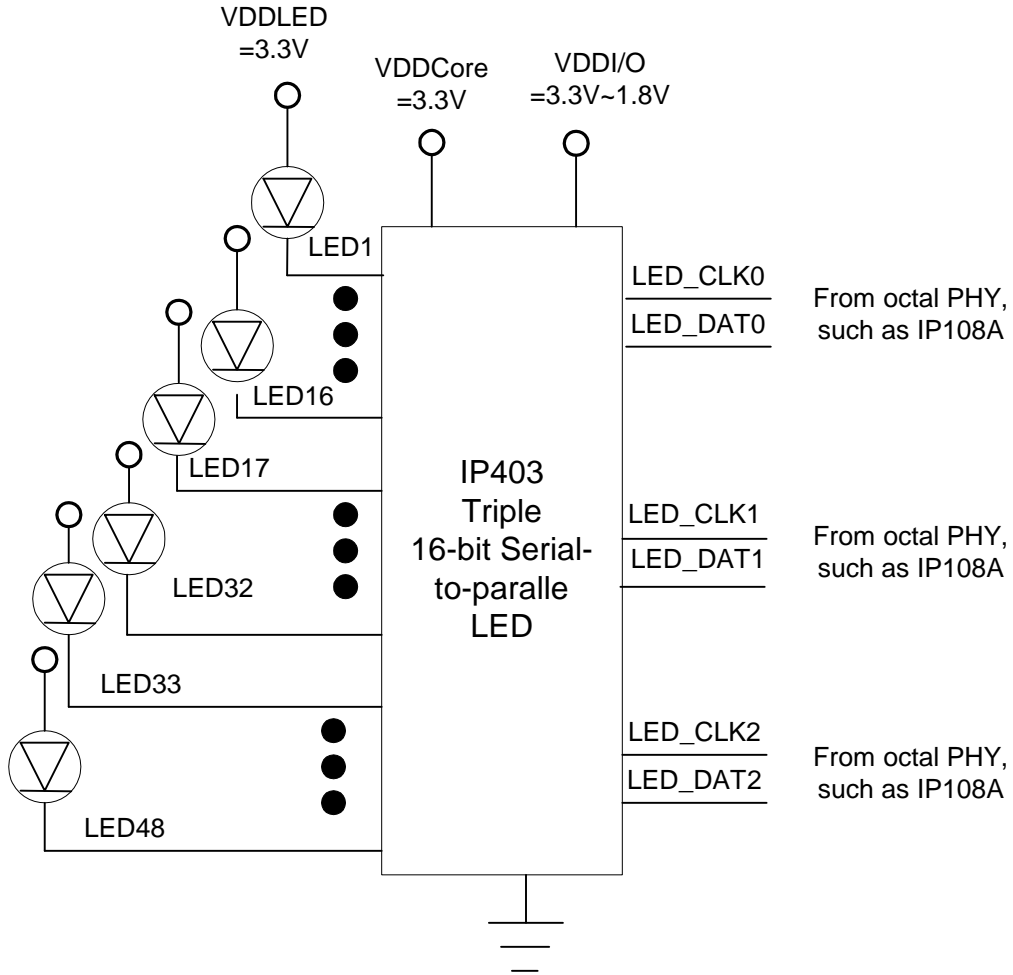 VDDLED
=3.3V
VDDCore
=3.3V
VDDI/O
=3.3V~1.8V
LED1
LED16
LED17
LED32
LED33
LED48
IP403
Triple
16-bit Serial-
to-paralle
LED
LED_CLK0
LED_DAT0
From octal PHY,
such as IP108A
LED_CLK1
LED_DAT1
From octal PHY,
such as IP108A
LED_CLK2
LED_DAT2
From octal PHY,
such as IP108A